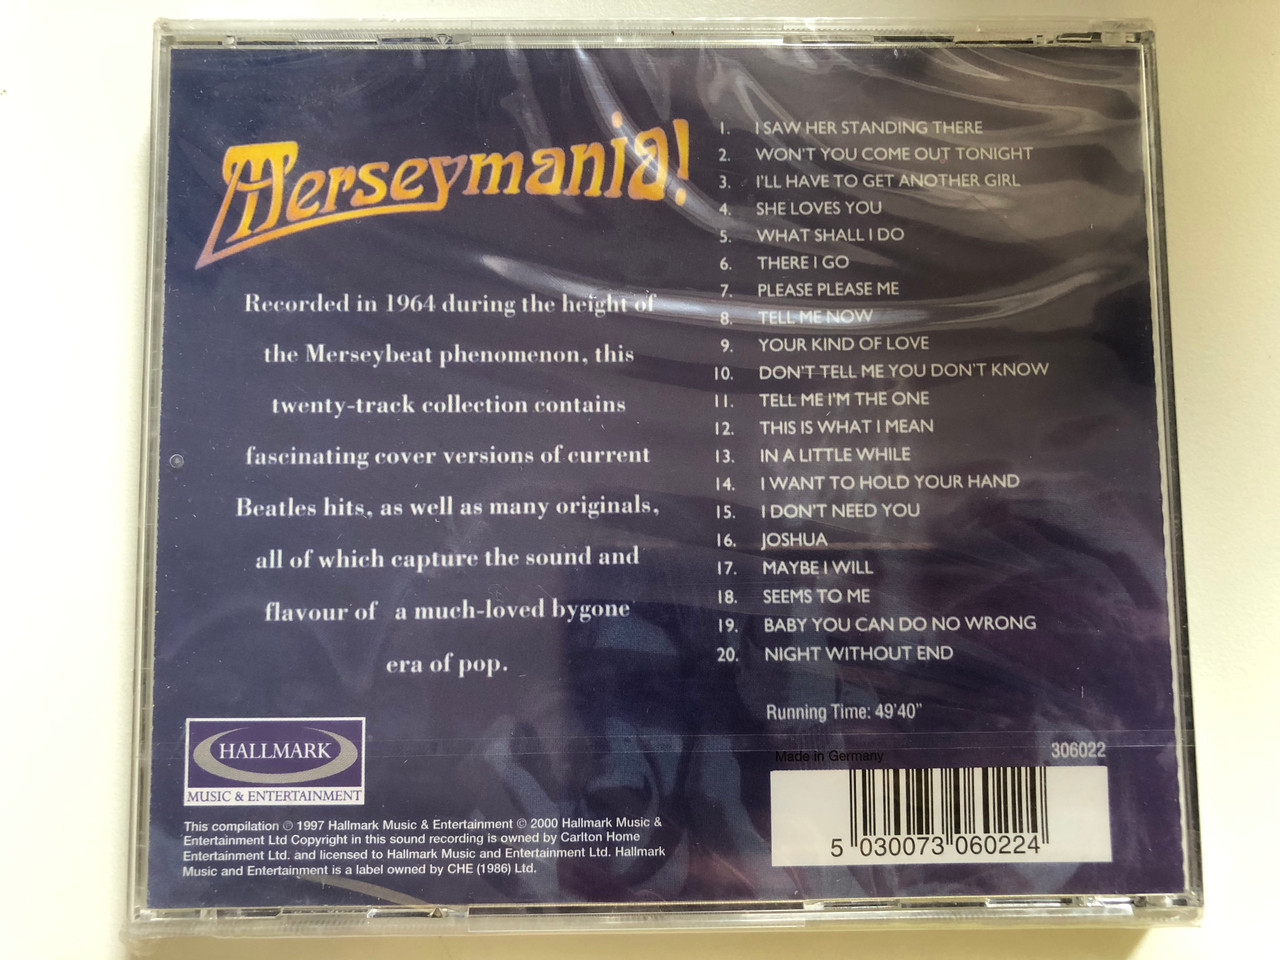 Merseymania!
Recorded in 1964 during the height of
the Merseybeat phenomenon, this
twenty-track collection contains
fascinating cover versions of current
Beatles hits, as well as many originals,
all of which capture the sound and
flavour of a much-loved bygone
era of pop.
1. I SAW HER STANDING THERE
2. WON'T YOU COME OUT TONIGHT
3. I'LL HAVE TO GET ANOTHER GIRL
4. SHE LOVES YOU
5. WHAT SHALL I DO
6. THERE I GO
7. PLEASE PLEASE ME
8. TELL ME NOW
9. YOUR KIND OF LOVE
10. DON'T TELL ME YOU DON'T KNOW
11. TELL ME I'M THE ONE
12. THIS IS WHAT I MEAN
13. IN A LITTLE WHILE
14. I WANT TO HOLD YOUR HAND
15. I DON'T NEED YOU
16. JOSHUA
17. MAYBE I WILL
18. SEEMS TO ME
19. BABY YOU CAN DO NO WRONG
20. NIGHT WITHOUT END
Running Time: 49'40"
HALLMARK
MUSIC & ENTERTAINMENT
This compilation ℗ 1997 Hallmark Music & Entertainment © 2000 Hallmark Music &
Entertainment Ltd Copyright in this sound recording is owned by Carlton Home
Entertainment Ltd. and licensed to Hallmark Music and Entertainment Ltd. Hallmark
Music and Entertainment is a label owned by CHE (1986) Ltd.
Made in Germany
306022
5 030073 060224